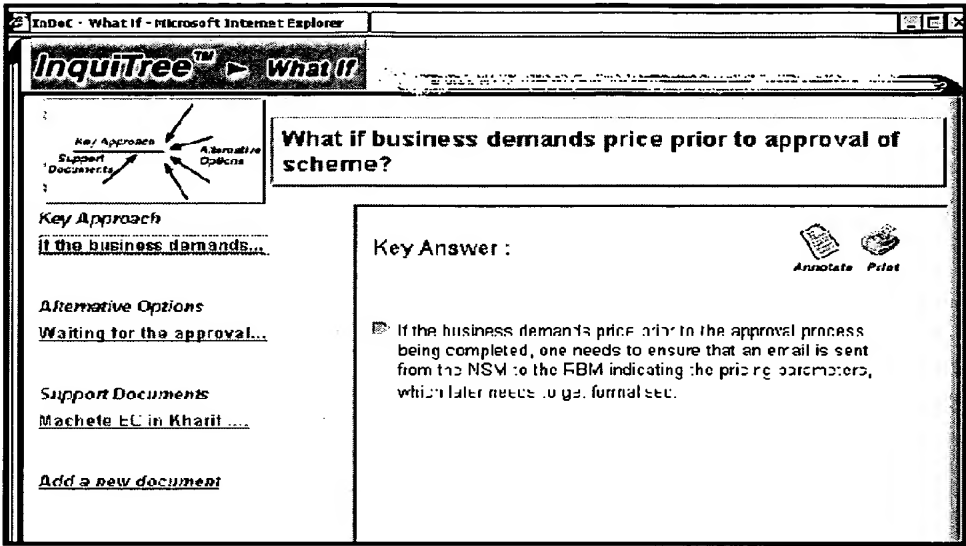 InDeC - What If - Microsoft Internet Explorer
InquiTree™ What If
Key Approach
Support Documents
Alternative Options
What if business demands price prior to approval of
scheme?
Key Approach
If the business demands...
Alternative Options
Waiting for the approval...
Support Documents
Machete EC in Kharif ....
Add a new document
Key Answer :
Annotate Print
If the business demands price prior to the approval process
being completed, one needs to ensure that an email is sent
from the NSM to the RBM indicating the pricing parameters,
which later needs to get formalised.